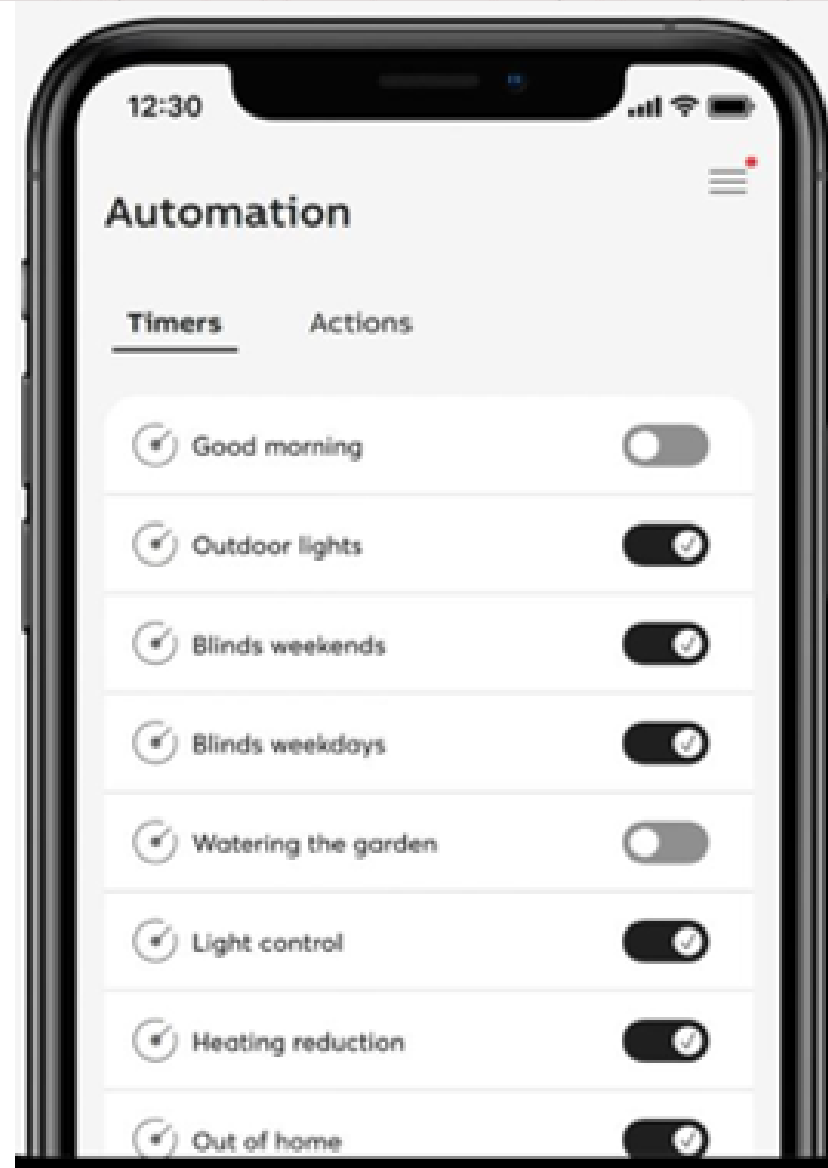 12:30
Automation
Timers Actions
Good morning
Outdoor lights
Blinds weekends
Blinds weekdays
Watering the garden
Light control
Heating reduction
Out of home